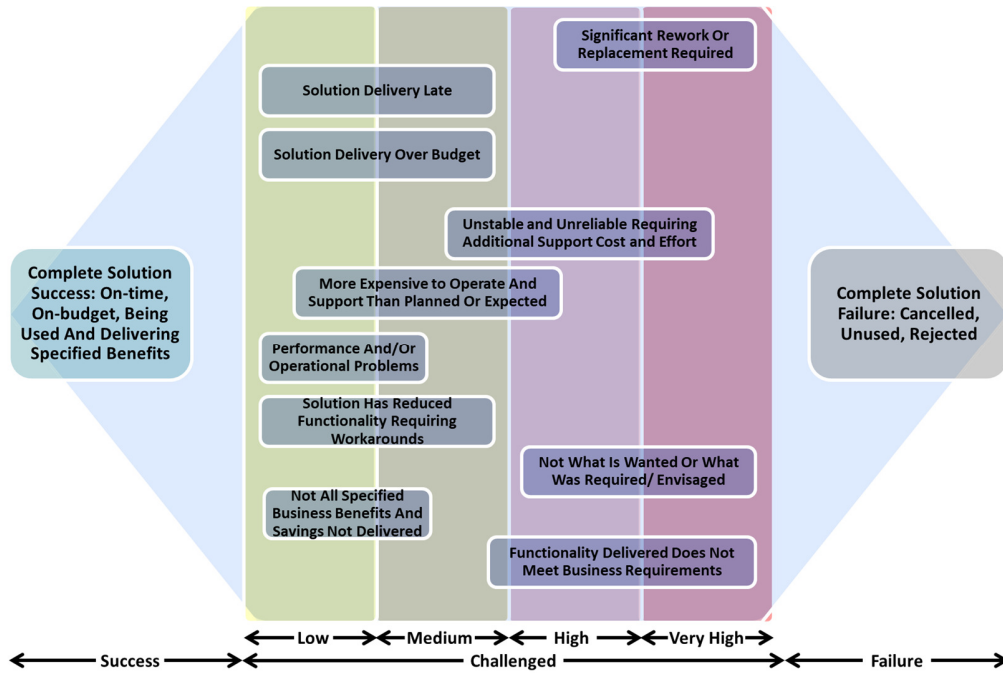 Significant Rework Or
Replacement Required
Solution Delivery Late
Solution Delivery Over Budget
Unstable and Unreliable Requiring
Additional Support Cost and Effort
Complete Solution
Success: On-time,
On-budget, Being
Used And Delivering
Specified Benefits
More Expensive to Operate And
Support Than Planned Or Expected
Complete Solution
Failure: Cancelled,
Unused, Rejected
Performance And/Or
Operational Problems
Solution Has Reduced
Functionality Requiring
Workarounds
Not What Is Wanted Or What
Was Required/ Envisaged
Not All Specified
Business Benefits And
Savings Not Delivered
Functionality Delivered Does Not
Meet Business Requirements
Low
Medium
High
Very High
Success
Challenged
Failure